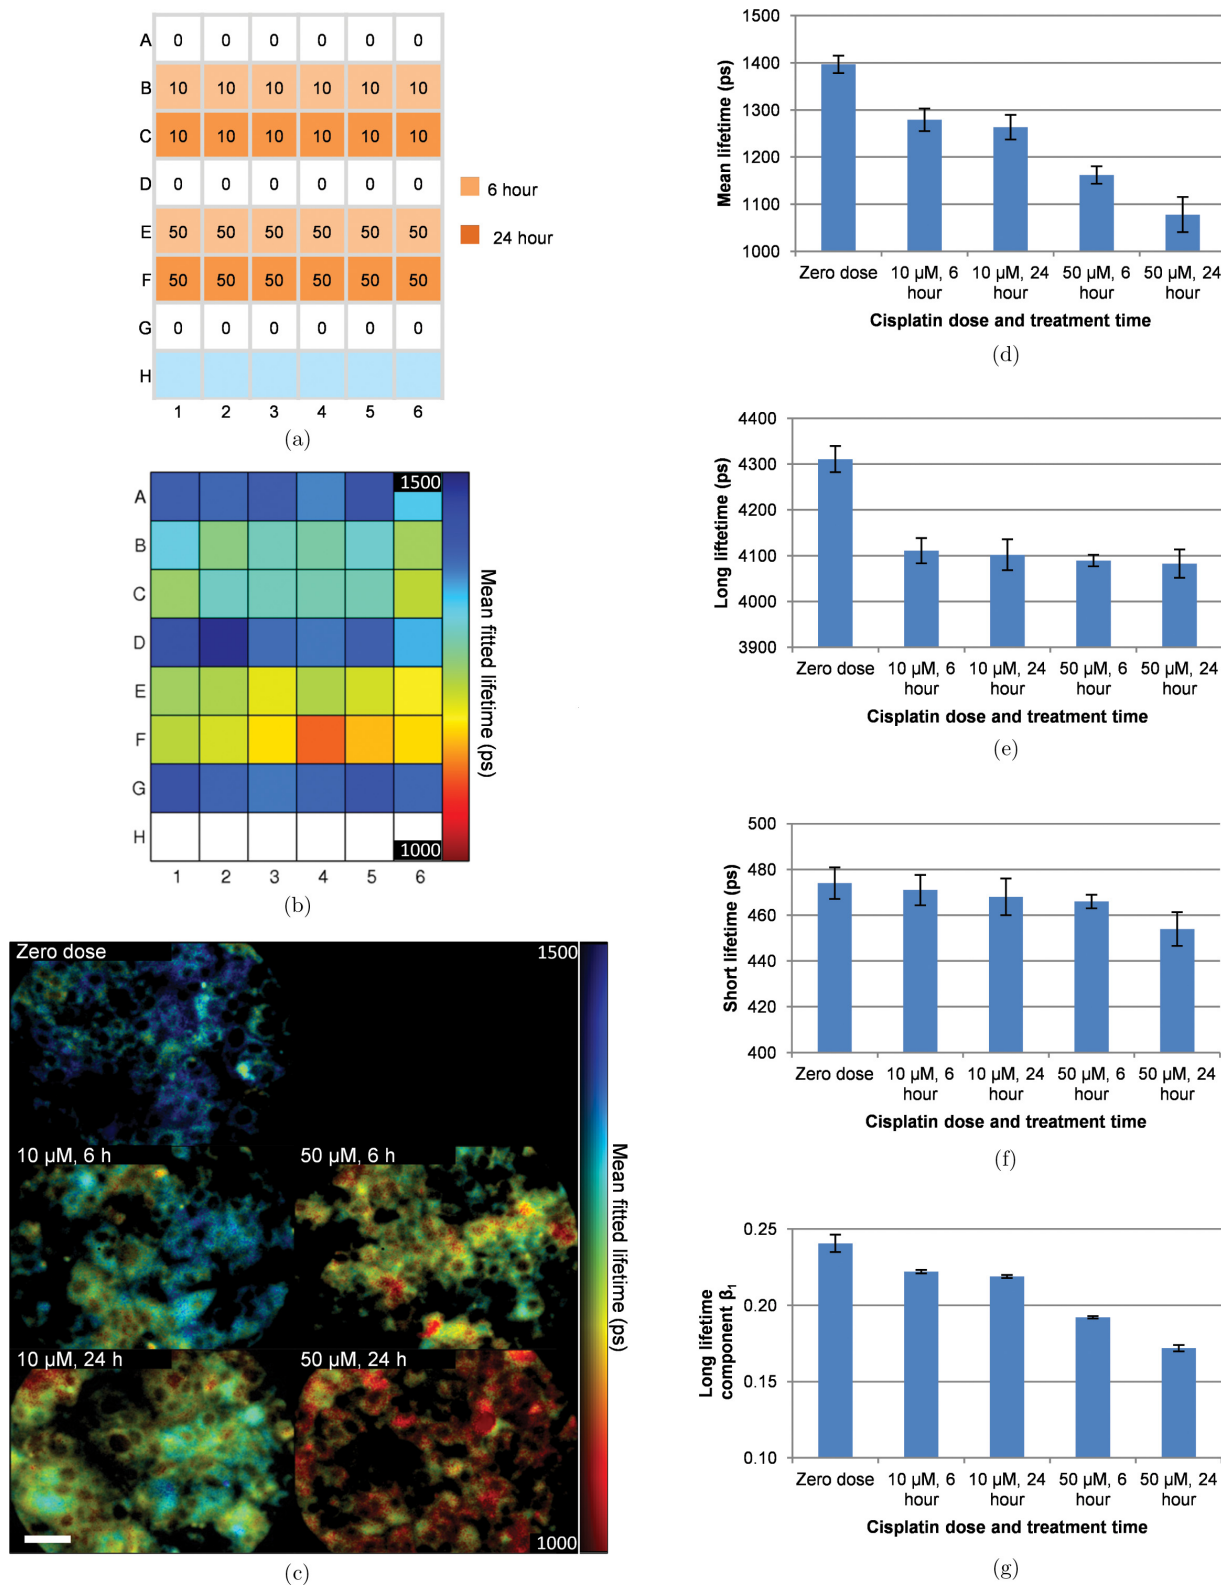 A 0 0 0 0 0 0
B 10 10 10 10 10 10
C 10 10 10 10 10 10
D 0 0 0 0 0 0
E 50 50 50 50 50 50
F 50 50 50 50 50 50
G 0 0 0 0 0 0
H
1 2 3 4 5 6
6 hour
24 hour
(a)
1500
A
B
C
D
E
F
G
H
1000
1 2 3 4 5 6
Mean fitted lifetime (ps)
(b)
Zero dose
1500
10 µM, 6 h
50 µM, 6 h
10 µM, 24 h
50 µM, 24 h
1000
Mean fitted lifetime (ps)
(c)
Mean lifetime (ps)
1500
1400
1300
1200
1100
1000
Zero dose 10 µM, 6 10 µM, 24 50 µM, 6 50 µM, 24
hour hour hour hour
Cisplatin dose and treatment time
(d)
Long liftetime (ps)
4400
4300
4200
4100
4000
3900
Zero dose 10 µM, 6 10 µM, 24 50 µM, 6 50 µM, 24
hour hour hour hour
Cisplatin dose and treatment time
(e)
Short lifetime (ps)
500
480
460
440
420
400
Zero dose 10 µM, 6 10 µM, 24 50 µM, 6 50 µM, 24
hour hour hour hour
Cisplatin dose and treatment time
(f)
Long lifetime
component β₁
0.25
0.20
0.15
0.10
Zero dose 10 µM, 6 10 µM, 24 50 µM, 6 50 µM, 24
hour hour hour hour
Cisplatin dose and treatment time
(g)